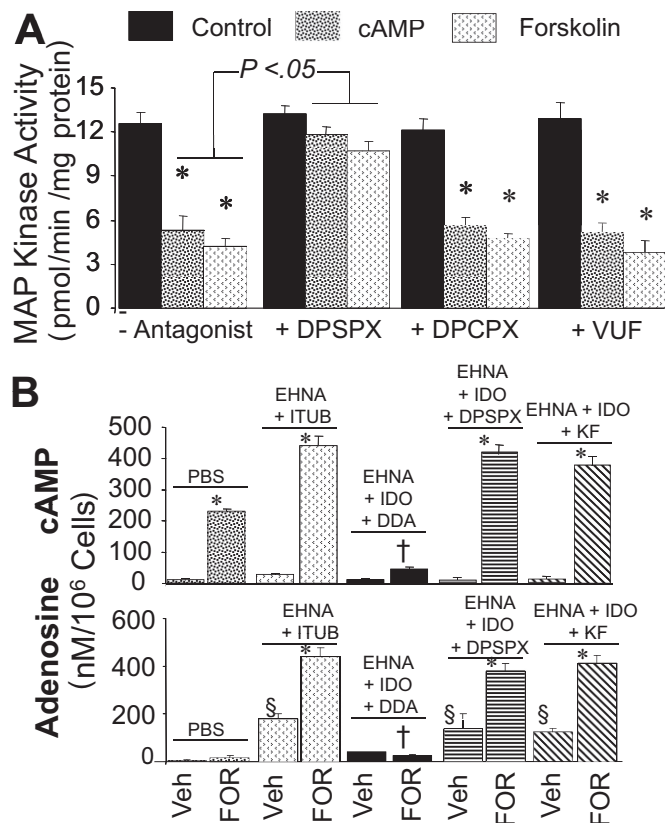 A
Control cAMP Forskolin
P <.05
MAP Kinase Activity
(pmol/min /mg protein)
15
12
9
6
3
0
* * * * * *
- Antagonist + DPSPX + DPCPX + VUF
B
cAMP
Adenosine
(nM/10⁶ Cells)
500
400
300
200
100
0
PBS
*
EHNA
+ ITUB
*
EHNA
+ IDO
+ DDA
†
EHNA
+ IDO
+ DPSPX
*
EHNA + IDO
+ KF
*
600
400
200
0
PBS
EHNA
+ ITUB
§ *
EHNA
+ IDO
+ DDA
†
EHNA
+ IDO
+ DPSPX
§ *
EHNA + IDO
+ KF
§ *
Veh FOR Veh FOR Veh FOR Veh FOR Veh FOR